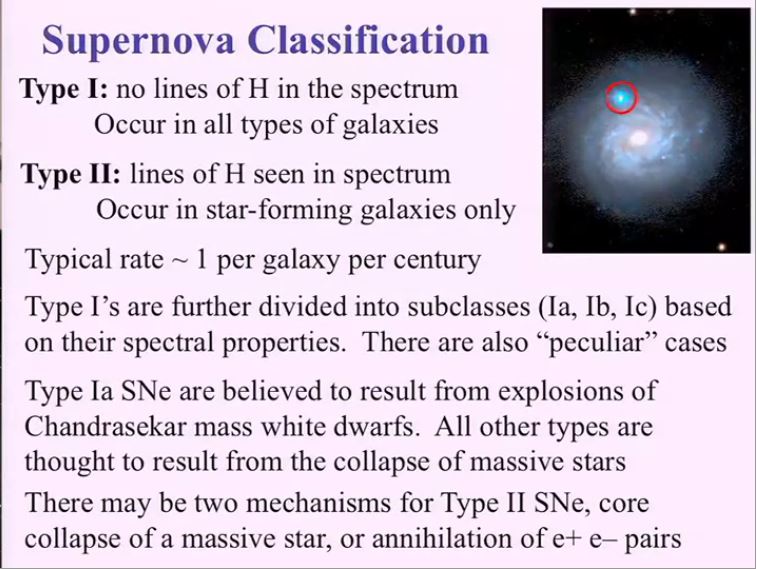 Supernova Classification
Type I: no lines of H in the spectrum
Occur in all types of galaxies
Type II: lines of H seen in spectrum
Occur in star-forming galaxies only
Typical rate ~ 1 per galaxy per century
Type I’s are further divided into subclasses (Ia, Ib, Ic) based
on their spectral properties.  There are also “peculiar” cases
Type Ia SNe are believed to result from explosions of
Chandrasekar mass white dwarfs.  All other types are
thought to result from the collapse of massive stars
There may be two mechanisms for Type II SNe, core
collapse of a massive star, or annihilation of e+ e– pairs